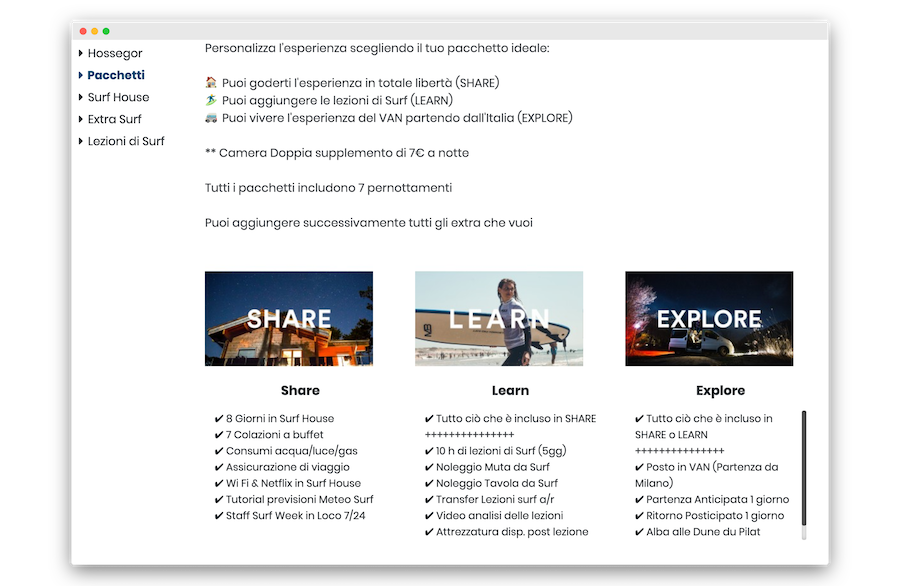 Hossegor
Pacchetti
Surf House
Extra Surf
Lezioni di Surf
Personalizza l'esperienza scegliendo il tuo pacchetto ideale:
Puoi goderti l'esperienza in totale libertà (SHARE)
Puoi aggiungere le lezioni di Surf (LEARN)
Puoi vivere l'esperienza del VAN partendo dall'Italia (EXPLORE)
** Camera Doppia supplemento di 7€ a notte
Tutti i pacchetti includono 7 pernottamenti
Puoi aggiungere successivamente tutti gli extra che vuoi
SHARE
Share
✔ 8 Giorni in Surf House
✔ 7 Colazioni a buffet
✔ Consumi acqua/luce/gas
✔ Assicurazione di viaggio
✔ Wi Fi & Netflix in Surf House
✔ Tutorial previsioni Meteo Surf
✔ Staff Surf Week in Loco 7/24
LEARN
Learn
✔ Tutto ciò che è incluso in SHARE
+++++++++++++++
✔ 10 h di lezioni di Surf (5gg)
✔ Noleggio Muta da Surf
✔ Noleggio Tavola da Surf
✔ Transfer Lezioni surf a/r
✔ Video analisi delle lezioni
✔ Attrezzatura disp. post lezione
EXPLORE
Explore
✔ Tutto ciò che è incluso in
SHARE o LEARN
+++++++++++++++
✔ Posto in VAN (Partenza da
Milano)
✔ Partenza Anticipata 1 giorno
✔ Ritorno Posticipato 1 giorno
✔ Alba alle Dune du Pilat